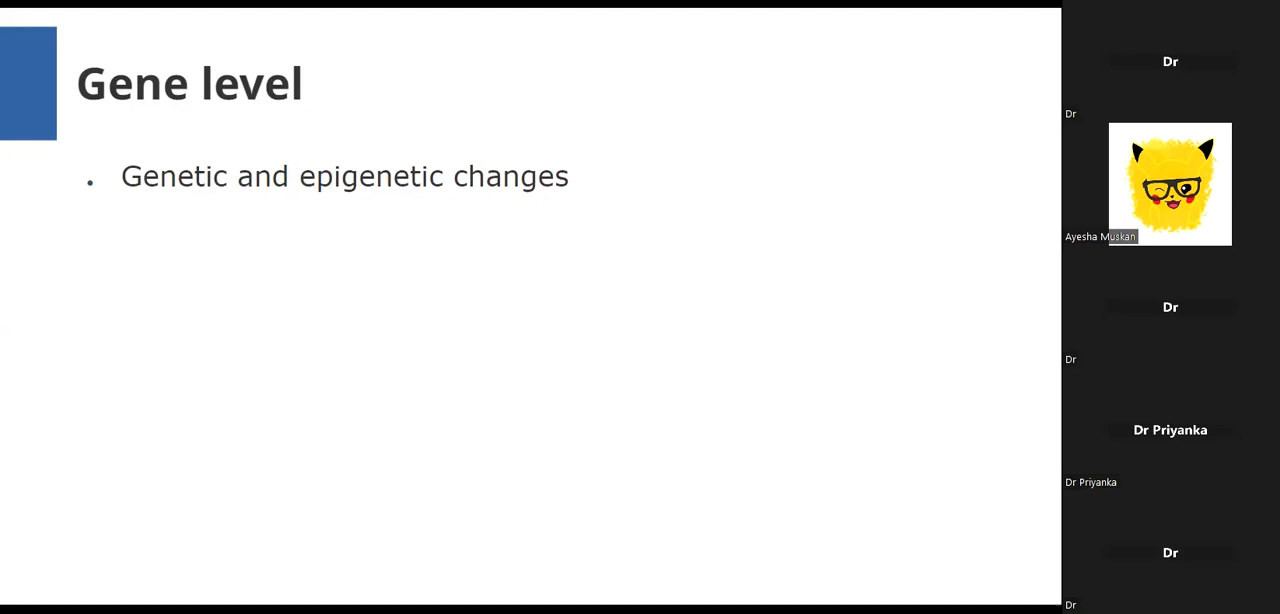 Gene level
• Genetic and epigenetic changes
Dr
Dr
Ayesha Muskan
Dr
Dr
Dr Priyanka
Dr Priyanka
Dr
Dr